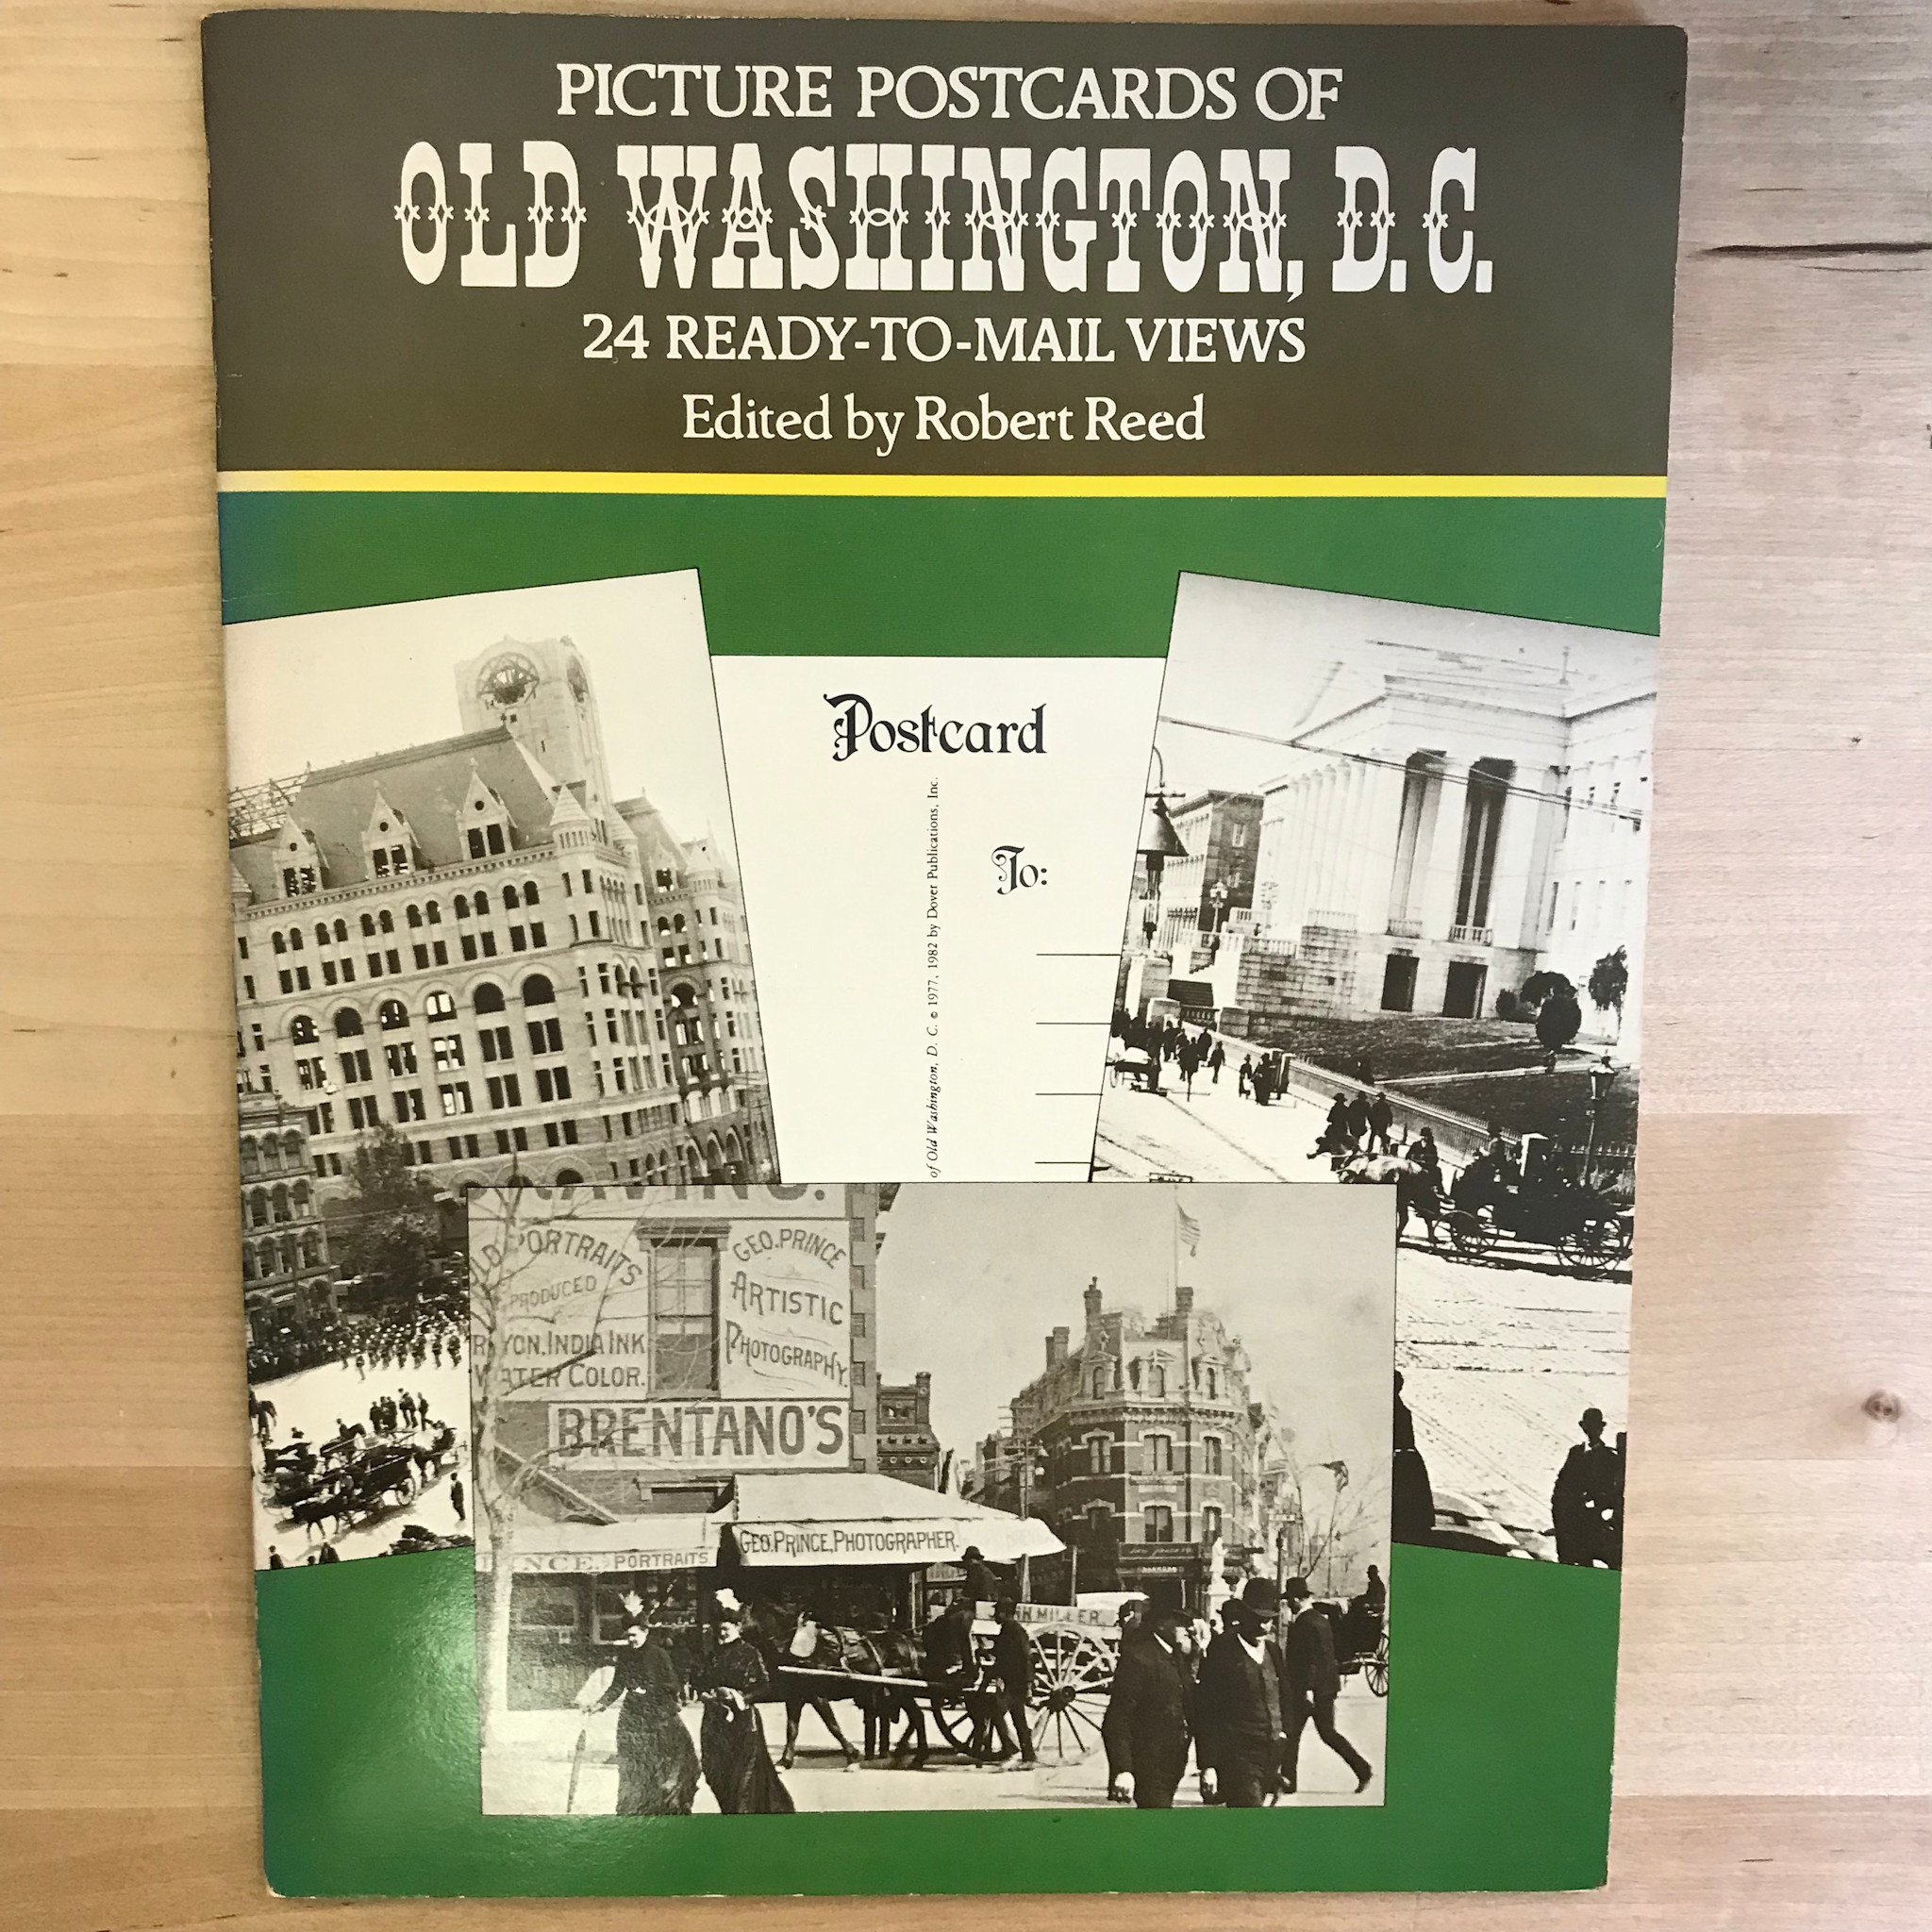 PICTURE POSTCARDS OF
OLD WASHINGTON, D.C.
24 READY-TO-MAIL VIEWS
Edited by Robert Reed
Postcard
To:
of Old Washington, D. C. © 1977, 1982 by Dover Publications, Inc.
PORTRAITS
PRODUCED
INDIA INK
COLOR.
GEO. PRINCE
ARTISTIC
PHOTOGRAPHY.
BRENTANO'S
GEO. PRINCE, PHOTOGRAPHER.
PORTRAITS
MILLER